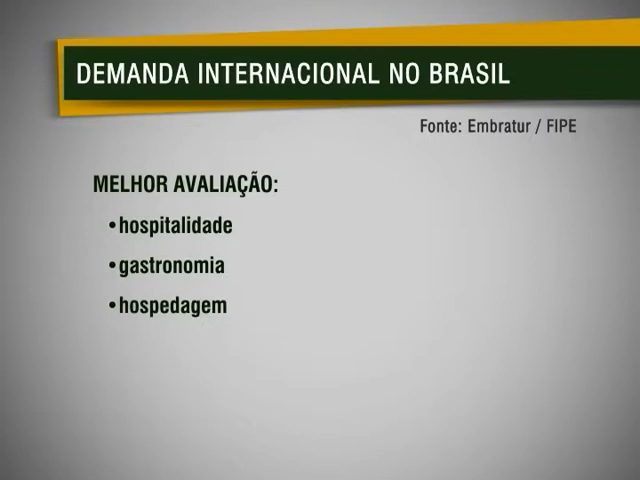 DEMANDA INTERNACIONAL NO BRASIL
Fonte: Embratur / FIPE
MELHOR AVALIAÇÃO:
•hospitalidade
•gastronomia
•hospedagem